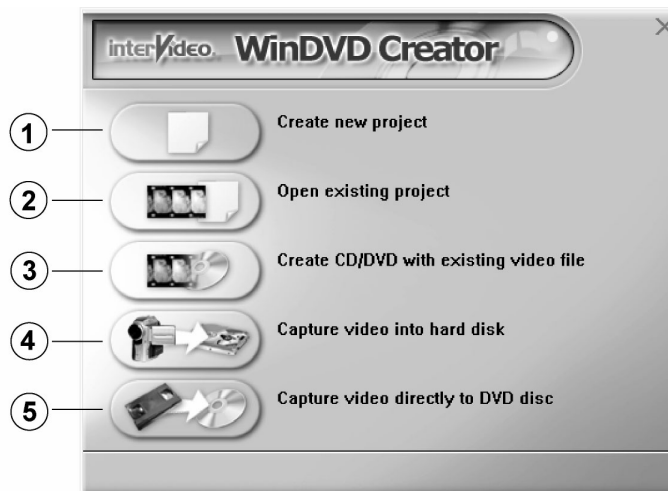 interVideo. WinDVD Creator
1 Create new project
2 Open existing project
3 Create CD/DVD with existing video file
4 Capture video into hard disk
5 Capture video directly to DVD disc